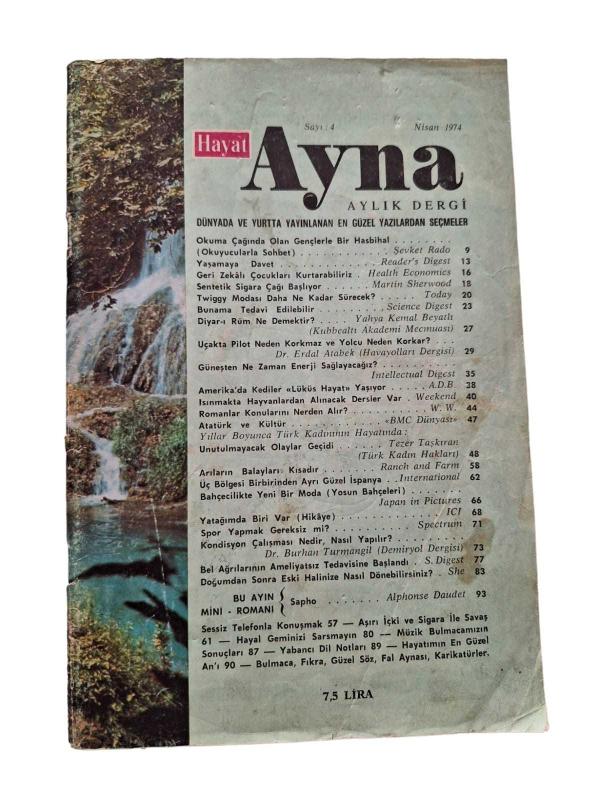 Sayı : 4 Nisan 1974
Hayat
Ayna
AYLIK DERGİ
DÜNYADA VE YURTTA YAYINLANAN EN GÜZEL YAZILARDAN SEÇMELER
Okuma Çağında Olan Gençlerle Bir Hasbihal . . . . . . . .
(Okuyucularla Sohbet) . . . . . . . . . . . . Şevket Rado 9
Yaşamaya Davet . . . . . . . . . . . . Reader's Digest 13
Geri Zekâlı Çocukları Kurtarabiliriz . Health Economics 16
Sentetik Sigara Çağı Başlıyor . . . . . Martin Sherwood 18
Twiggy Modası Daha Ne Kadar Sürecek? . . . . . Today 20
Bunama Tedavi Edilebilir . . . . . . . Science Digest 23
Diyar-ı Rûm Ne Demektir? . . . . Yahya Kemal Beyatlı
(Kubbealtı Akademi Mecmuası) 27
Uçakta Pilot Neden Korkmaz ve Yolcu Neden Korkar? . . .
Dr. Erdal Atabek (Havayolları Dergisi) 29
Güneşten Ne Zaman Enerji Sağlayacağız? . . . . . . . . . .
Intellectual Digest 35
Amerika'da Kediler «Lüküs Hayat» Yaşıyor . . . . . A.D.B. 38
Isınmakta Hayvanlardan Alınacak Dersler Var . Weekend 40
Romanlar Konularını Nerden Alır? . . . . . . . . W. W. 44
Atatürk ve Kültür . . . . . . . . . . . . «BMC Dünyası» 47
Yıllar Boyunca Türk Kadınının Hayatında :
Unutulmayacak Olaylar Geçidi . . . . . Tezer Taşkıran
(Türk Kadın Hakları) 48
Arıların Balayları Kısadır . . . . . . . . Ranch and Farm 58
Üç Bölgesi Birbirinden Ayrı Güzel İspanya . . International 62
Bahçecilikte Yeni Bir Moda (Yosun Bahçeleri) . . . . . . .
Japan in Pictures 66
Yatağımda Biri Var (Hikâye) . . . . . . . . . . . . . . ICI 68
Spor Yapmak Gereksiz mi? . . . . . . . . . . . Spectrum 71
Kondisyon Çalışması Nedir, Nasıl Yapılır? . . . . . . . . . .
Dr. Burhan Turmangil (Demiryol Dergisi) 73
Bel Ağrılarının Ameliyatsız Tedavisine Başlandı . S. Digest 77
Doğumdan Sonra Eski Halinize Nasıl Dönebilirsiniz? . She 83
BU AYIN
MİNİ - ROMANI { Sapho . . . . . . . Alphonse Daudet 93
Sessiz Telefonla Konuşmak 57 — Aşırı İçki ve Sigara İle Savaş
61 — Hayal Geminizi Sarsmayın 80 — Müzik Bulmacamızın
Sonuçları 87 — Yabancı Dil Notları 89 — Hayatımın En Güzel
An'ı 90 — Bulmaca, Fıkra, Güzel Söz, Fal Aynası, Karikatürler.
7,5 LİRA